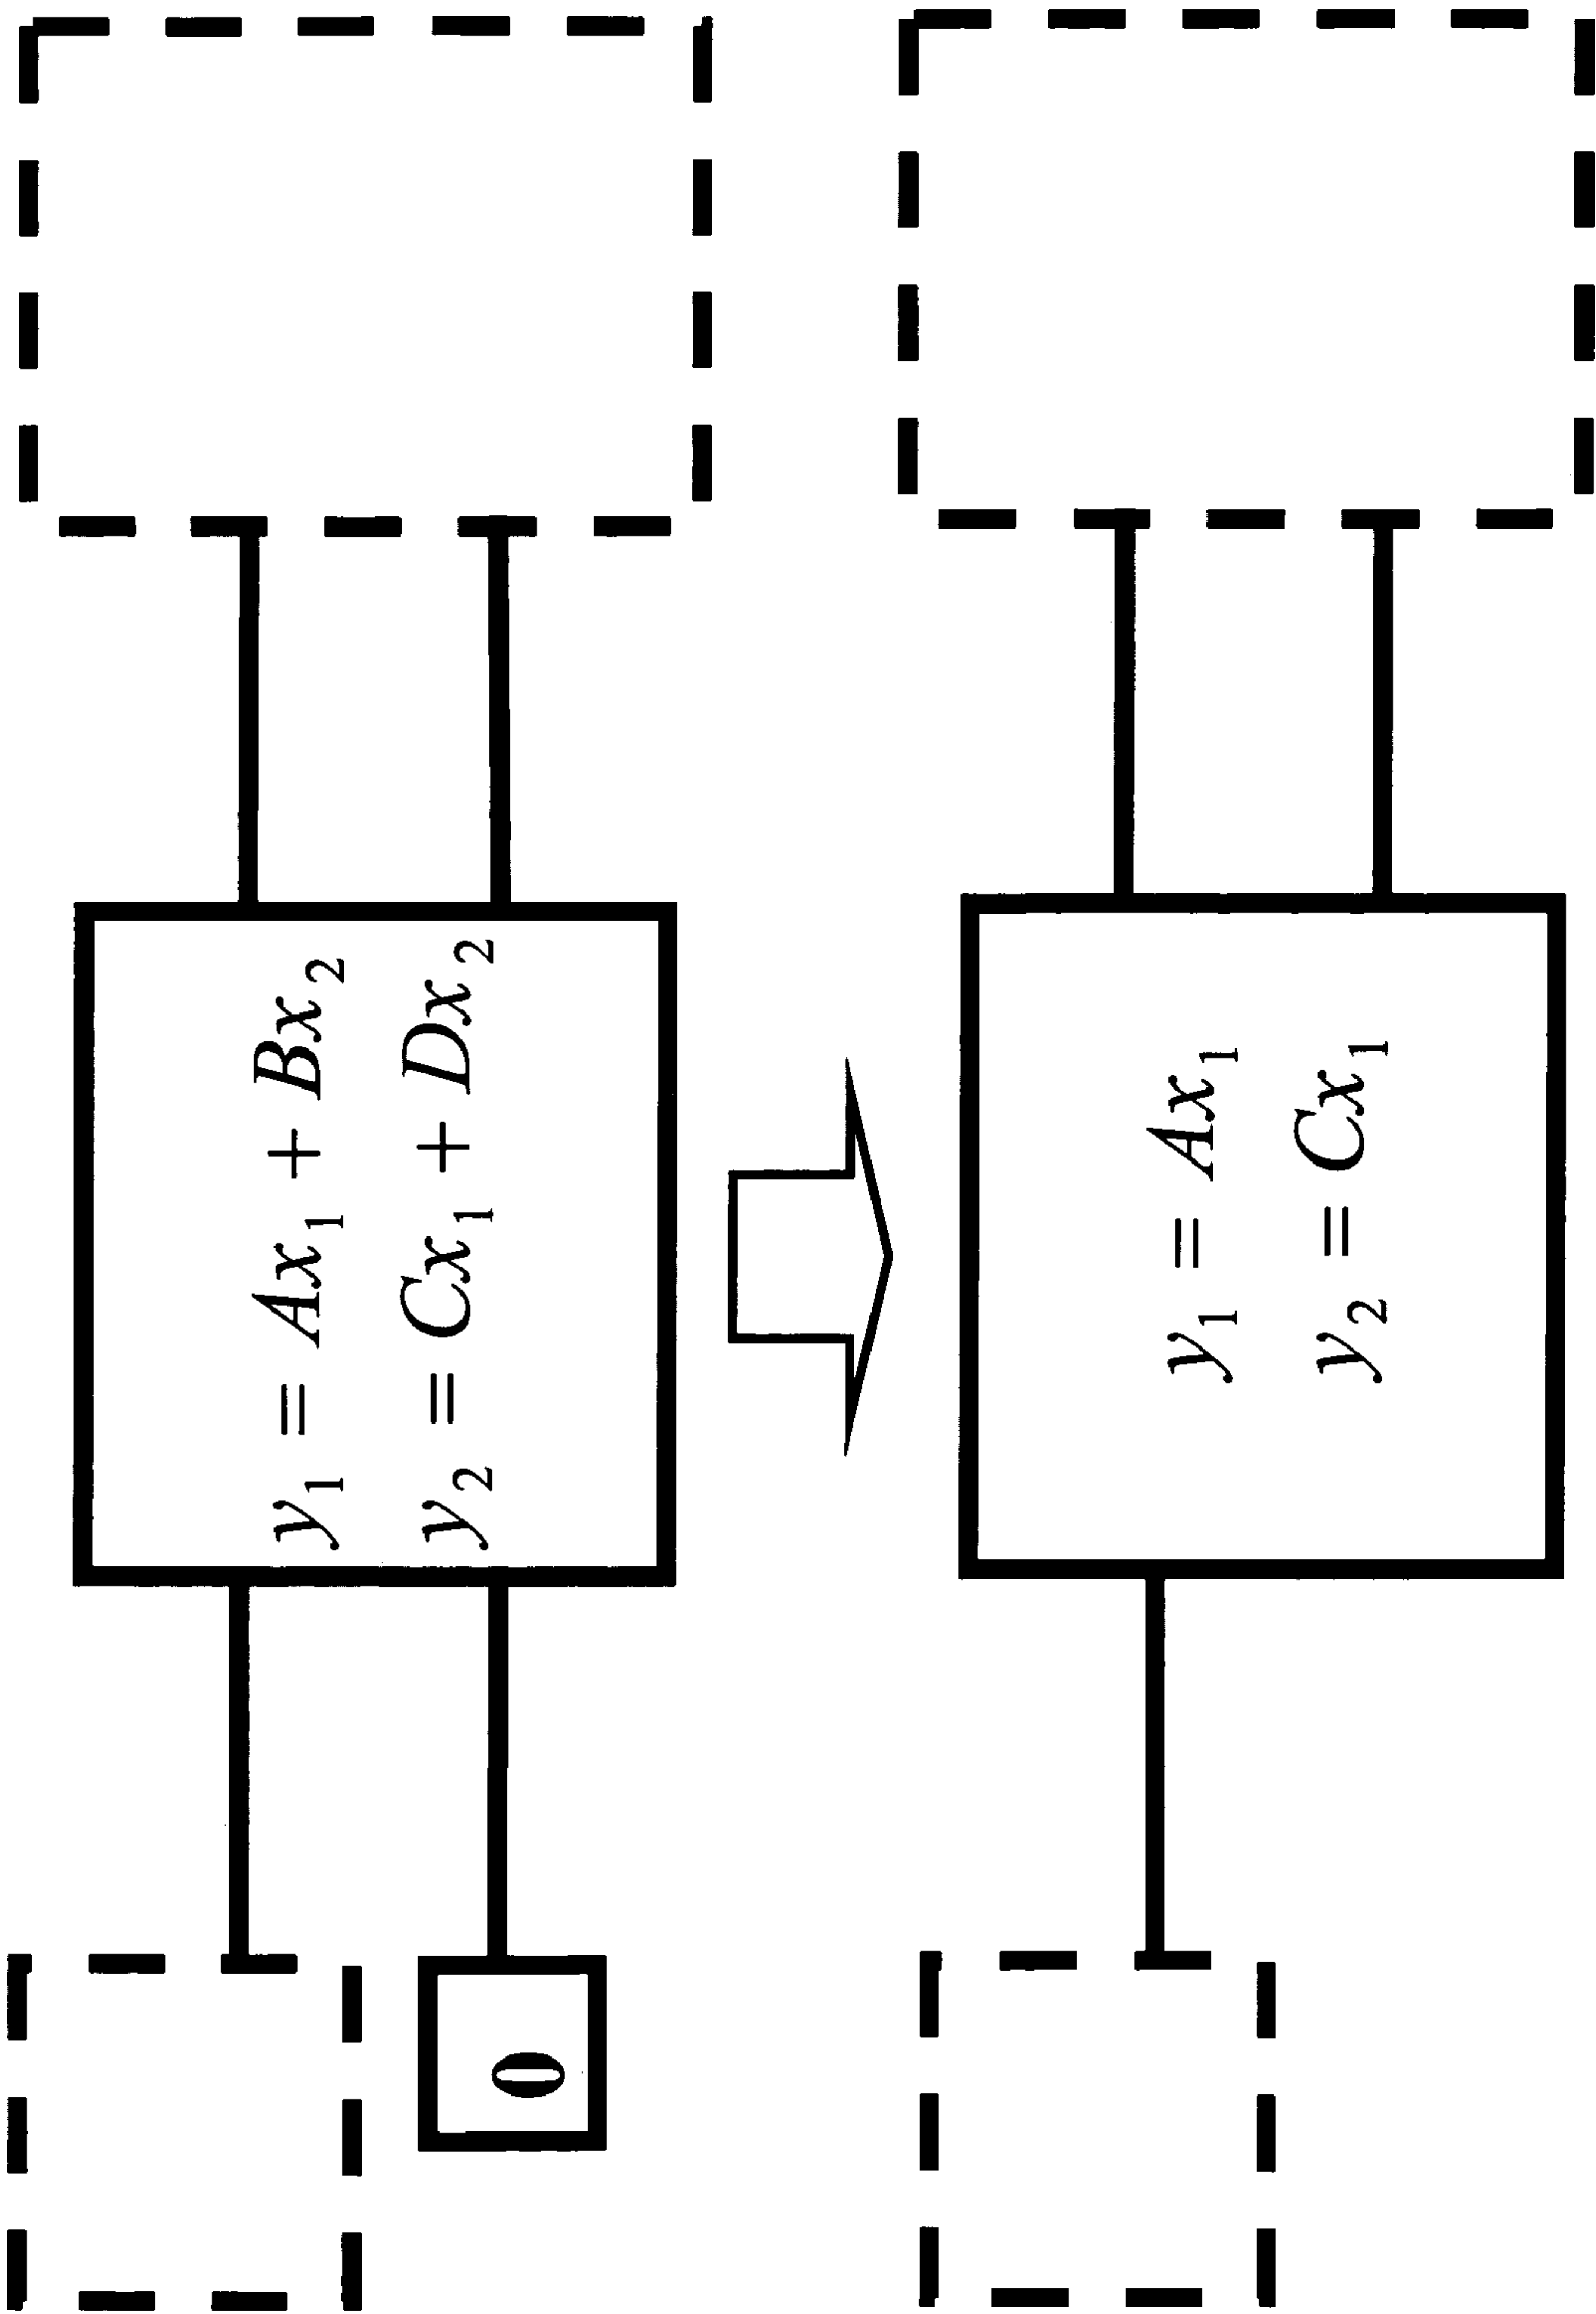 y₁ = Ax₁ + Bx₂
y₂ = Cx₁ + Dx₂
0
y₁ = Ax₁
y₂ = Cx₁